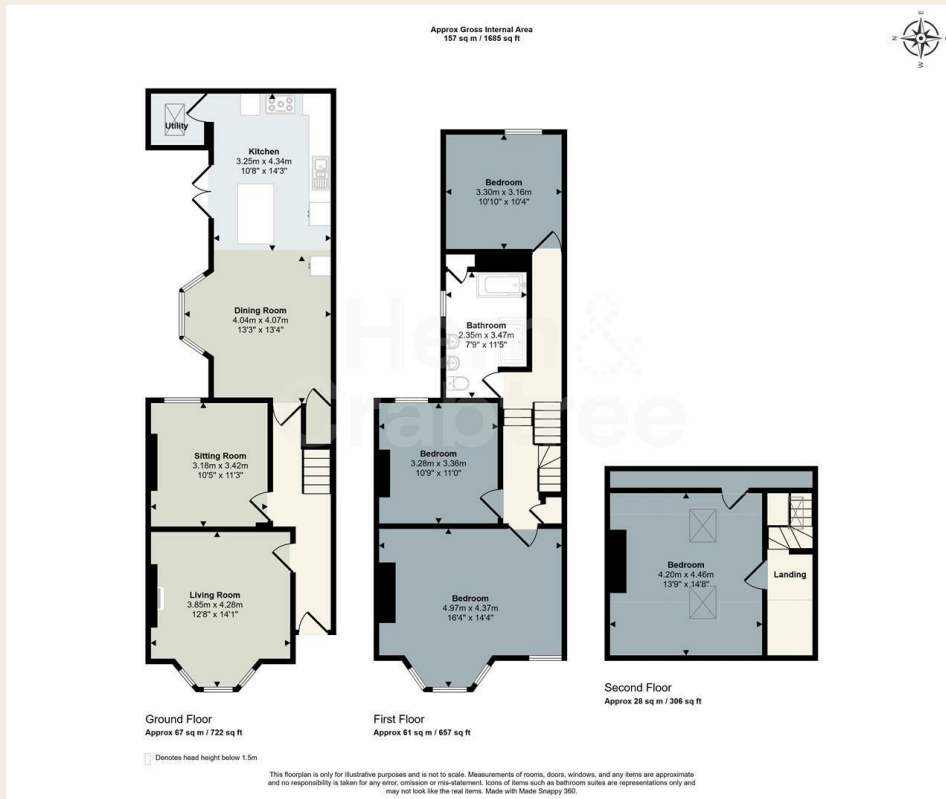 Approx Gross Internal Area
157 sq m / 1685 sq ft
E
N
S
W
Utility
Kitchen
3.25m x 4.34m
10'8" x 14'3"
Dining Room
4.04m x 4.07m
13'3" x 13'4"
Sitting Room
3.18m x 3.42m
10'5" x 11'3"
Living Room
3.85m x 4.28m
12'8" x 14'1"
Ground Floor
Approx 67 sq m / 722 sq ft
Denotes head height below 1.5m
Bedroom
3.30m x 3.16m
10'10" x 10'4"
Bathroom
2.35m x 3.47m
7'9" x 11'5"
Bedroom
3.28m x 3.36m
10'9" x 11'0"
Bedroom
4.97m x 4.37m
16'4" x 14'4"
First Floor
Approx 61 sq m / 657 sq ft
Bedroom
4.20m x 4.46m
13'9" x 14'8"
Landing
Second Floor
Approx 28 sq m / 306 sq ft
This floorplan is only for illustrative purposes and is not to scale. Measurements of rooms, doors, windows, and any items are approximate
and no responsibility is taken for any error, omission or mis-statement. Icons of items such as bathroom suites are representations only and
may not look like the real items. Made with Made Snappy 360.